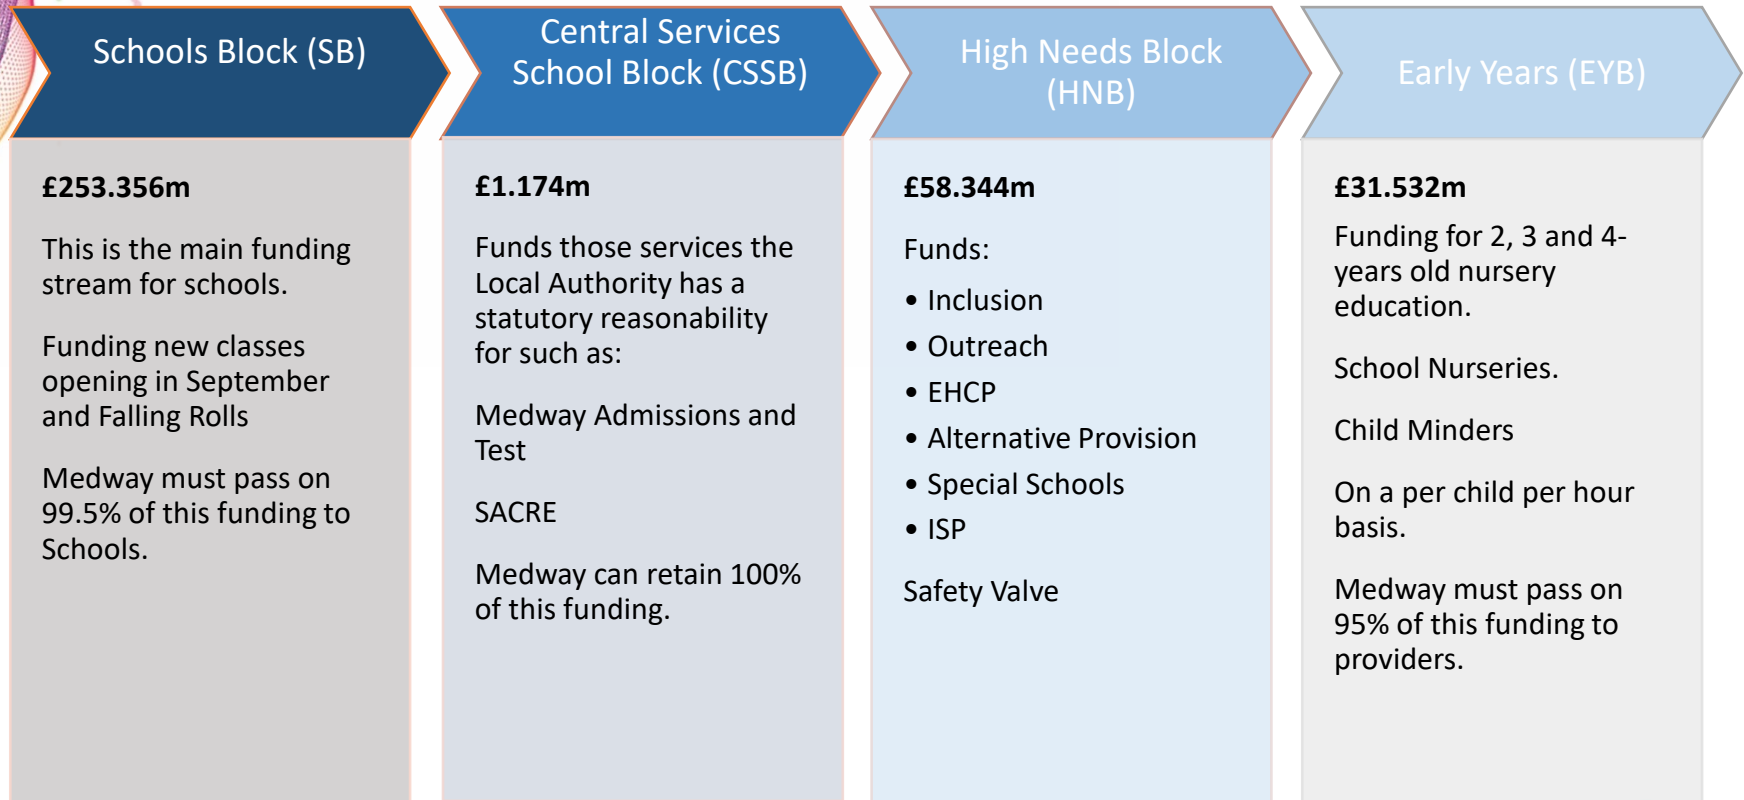 Schools Block (SB)
£253.356m
This is the main funding
stream for schools.
Funding new classes
opening in September
and Falling Rolls
Medway must pass on
99.5% of this funding to
Schools.
Central Services
School Block (CSSB)
£1.174m
Funds those services the
Local Authority has a
statutory reasonability
for such as:
Medway Admissions and
Test
SACRE
Medway can retain 100%
of this funding.
High Needs Block
(HNB)
£58.344m
Funds:
• Inclusion
• Outreach
• EHCP
• Alternative Provision
• Special Schools
• ISP
Safety Valve
Early Years (EYB)
£31.532m
Funding for 2, 3 and 4-
years old nursery
education.
School Nurseries.
Child Minders
On a per child per hour
basis.
Medway must pass on
95% of this funding to
providers.